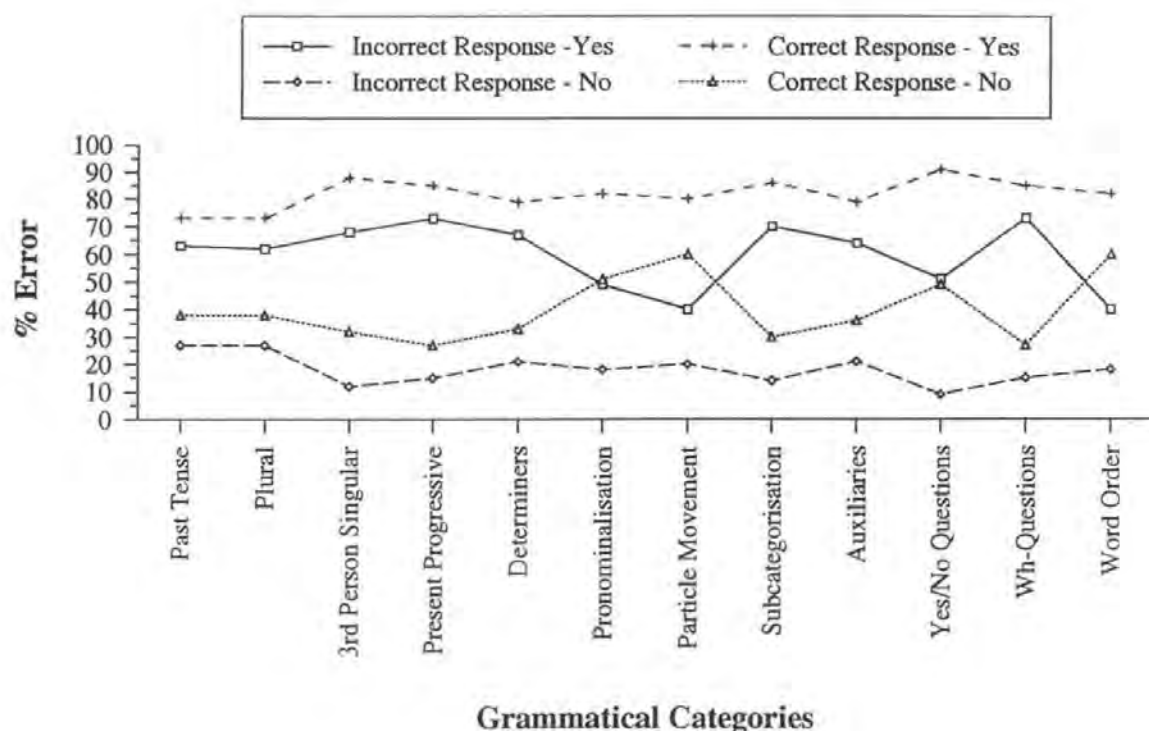 Incorrect Response -Yes
Correct Response - Yes
Incorrect Response - No
Correct Response - No
100
90
80
70
60
50
40
30
20
10
0
% Error
Past Tense
Plural
3rd Person Singular
Present Progressive
Determiners
Pronominalisation
Particle Movement
Subcategorisation
Auxiliaries
Yes/No Questions
Wh-Questions
Word Order
Grammatical Categories